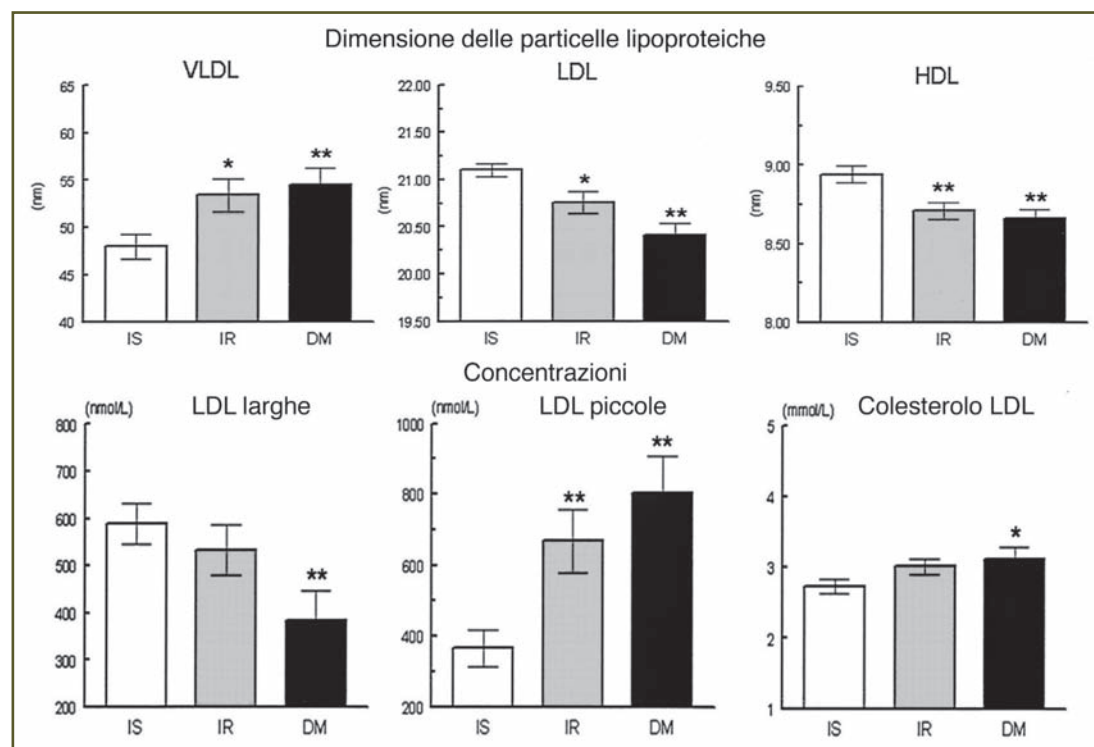 Dimensione delle particelle lipoproteiche
VLDL
65
60
55
50
45
40
(nm)
*
**
IS IR DM
LDL
22.00
21.50
21.00
20.50
20.00
19.50
(nm)
*
**
IS IR DM
HDL
9.50
9.00
8.50
8.00
(nm)
**
**
IS IR DM
Concentrazioni
(nmol/L)
LDL larghe
800
700
600
500
400
300
200
**
IS IR DM
(nmol/L)
LDL piccole
1000
800
600
400
200
**
**
IS IR DM
(mmol/L)
Colesterolo LDL
5
4
3
2
1
*
IS IR DM